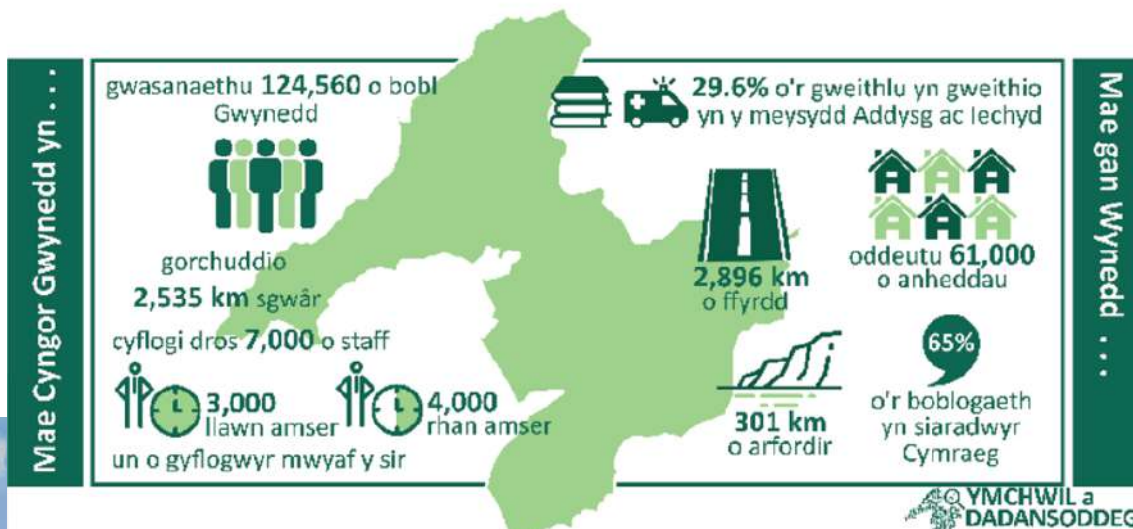 Mae Cyngor Gwynedd yn . . .
gwasanaethu 124,560 o bobl
Gwynedd
gorchuddio
2,535 km sgwâr
cyflogi dros 7,000 o staff
3,000
llawn amser
4,000
rhan amser
un o gyflogwyr mwyaf y sir
Mae gan Wynedd . . .
29.6% o'r gweithlu yn gweithio
yn y meysydd Addysg ac Iechyd
2,896 km
o ffyrdd
oddeutu 61,000
o anheddau
301 km
o arfordir
65%
o'r boblogaeth
yn siaradwyr
Cymraeg
YMCHWIL a
DADANSODDEG